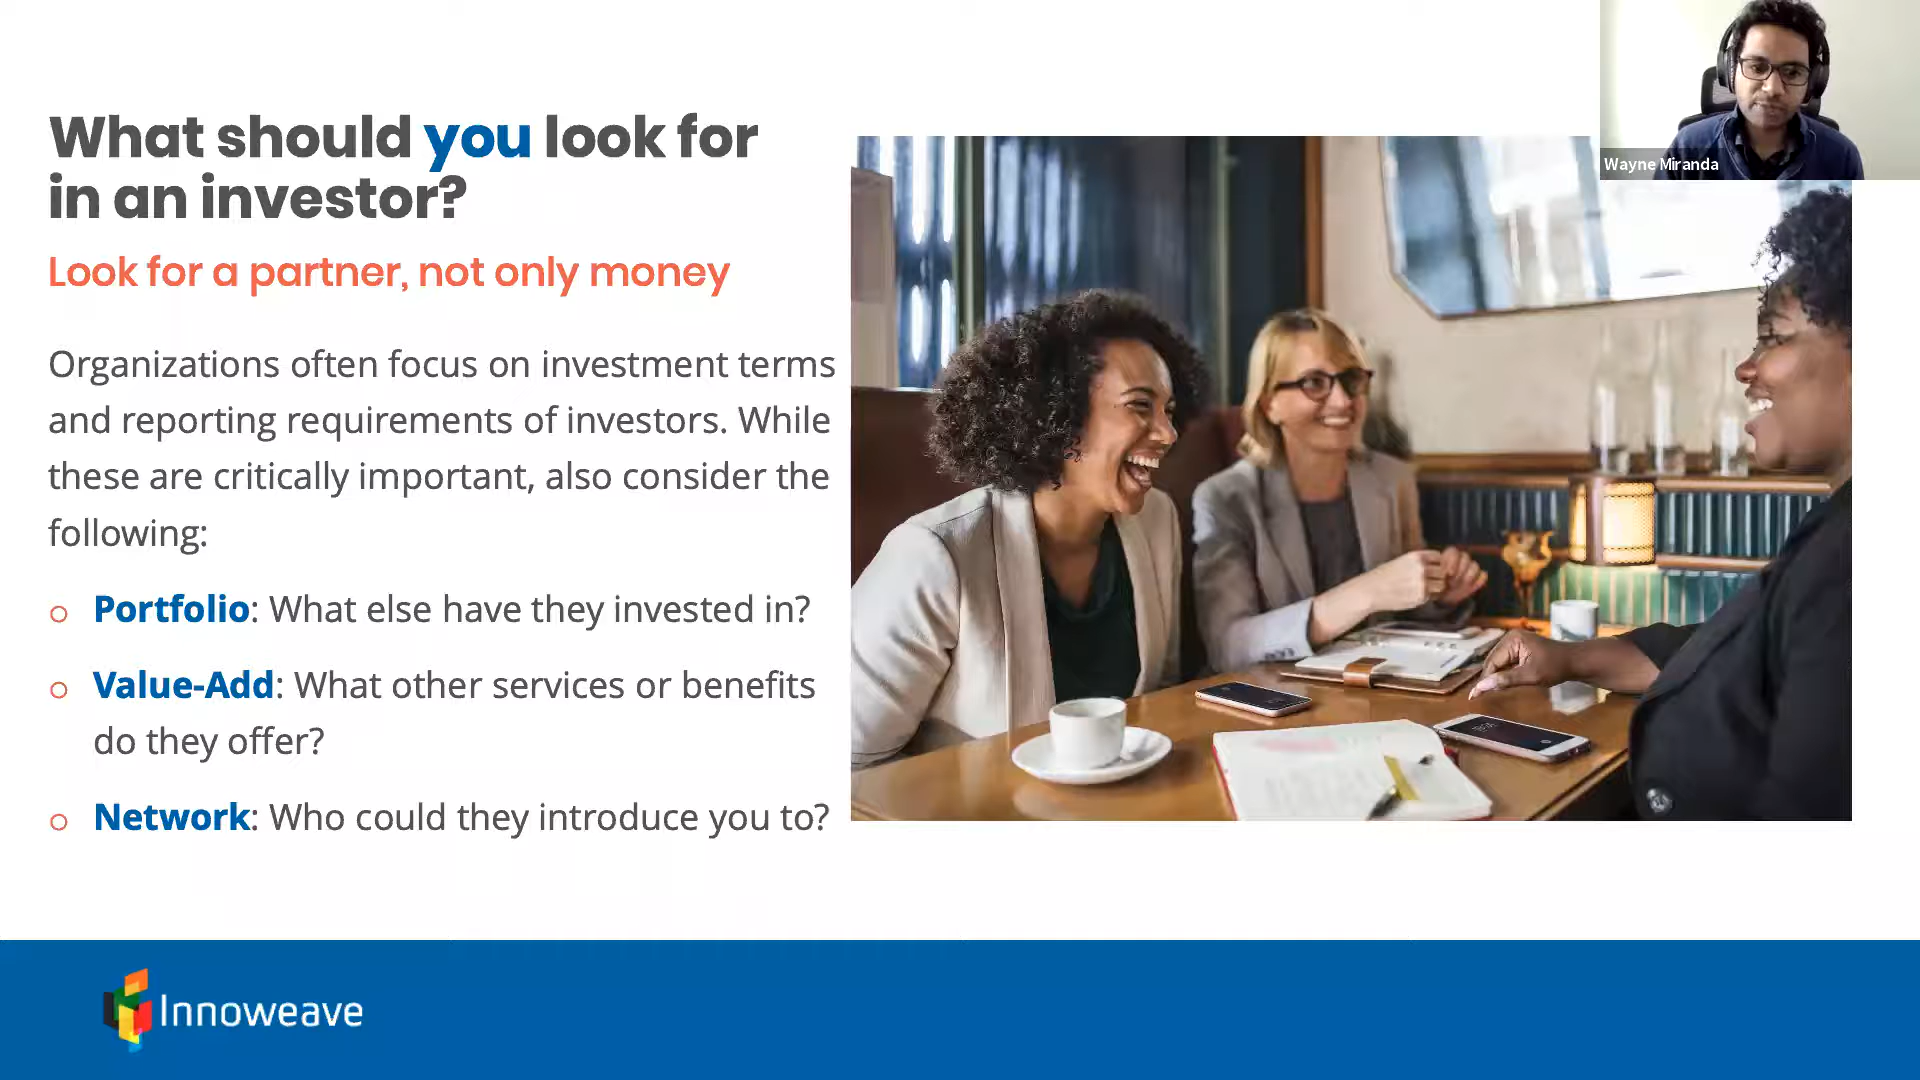 What should you look for
in an investor?
Look for a partner, not only money
Organizations often focus on investment terms
and reporting requirements of investors. While
these are critically important, also consider the
following:
Portfolio: What else have they invested in?
Value-Add: What other services or benefits
do they offer?
Network: Who could they introduce you to?
Wayne Miranda
Innoweave